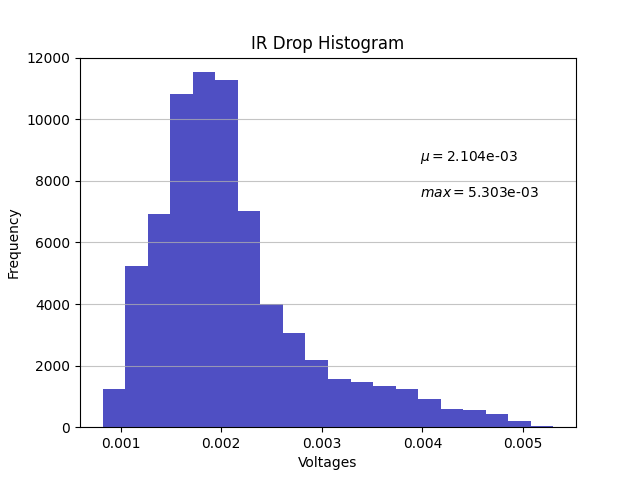 IR Drop Histogram
12000
10000
8000
6000
4000
2000
0
Frequency
μ = 2.104e-03
max = 5.303e-03
0.001 0.002 0.003 0.004 0.005
Voltages